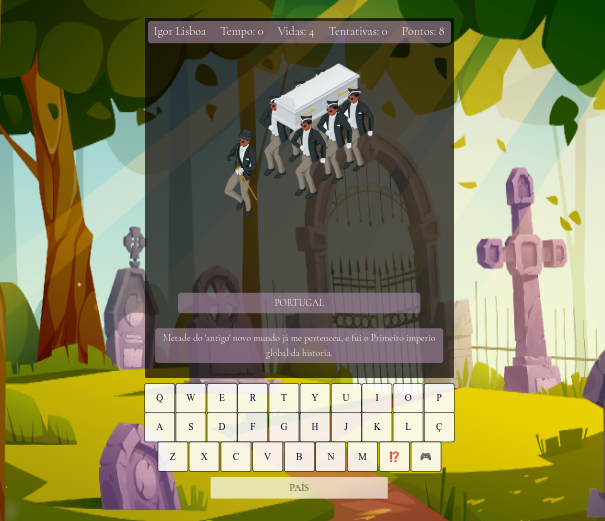 Igor Lisboa Tempo: 0 Vidas: 4 Tentativas: 0 Pontos: 8
PORTUGAL
Metade do 'antigo' novo mundo já me pertenceu, e fui o Primeiro imperio
global da historia.
Q W E R T Y U I O P
A S D F G H J K L Ç
Z X C V B N M ⁉️ 🎮
PAÍS